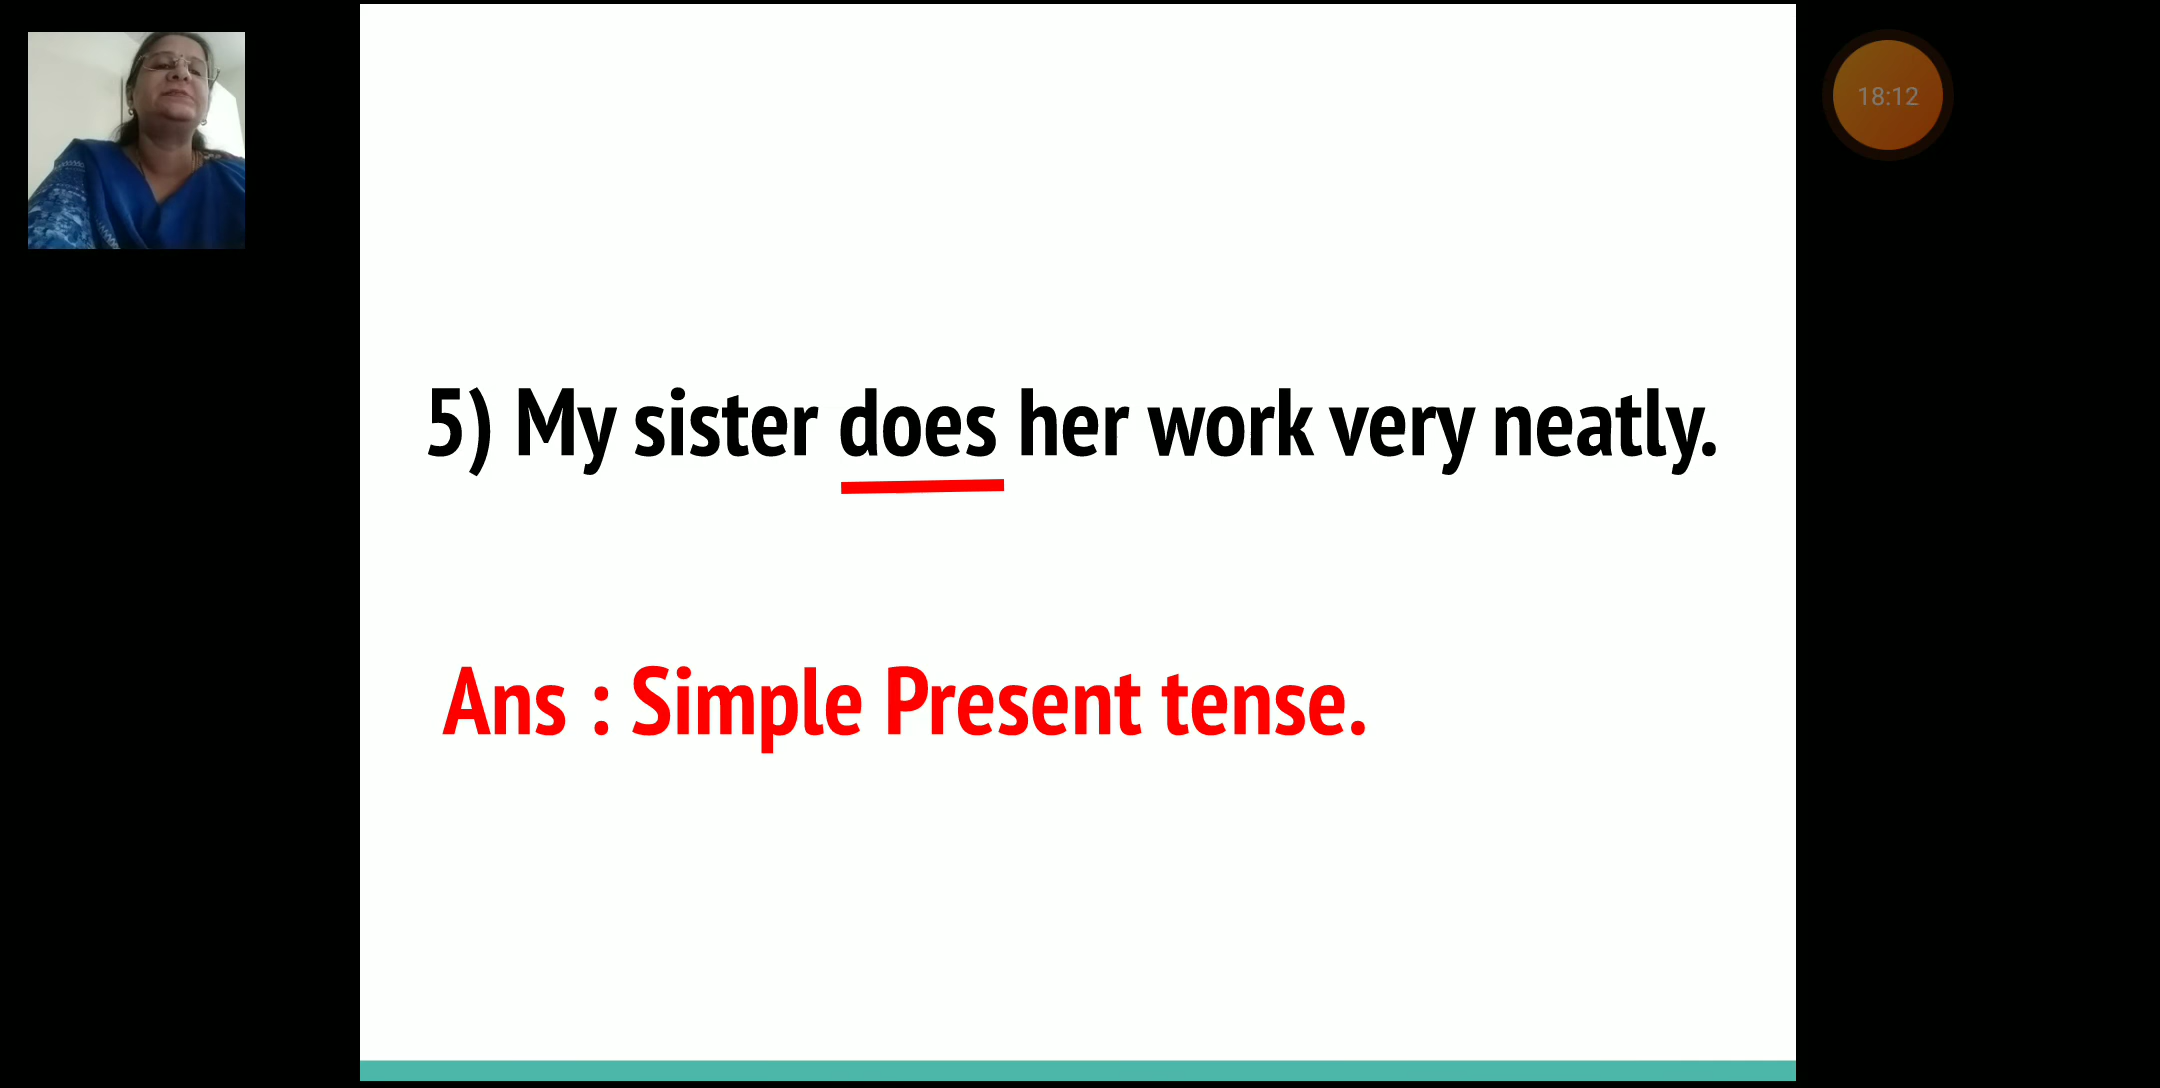 18:12
5) My sister does her work very neatly.
Ans : Simple Present tense.